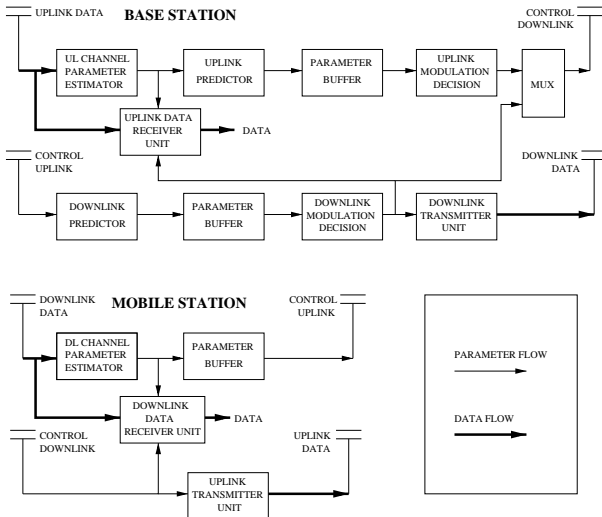 UPLINK DATA
BASE STATION
CONTROL
DOWNLINK
UL CHANNEL
PARAMETER
ESTIMATOR
UPLINK
PREDICTOR
PARAMETER
BUFFER
UPLINK
MODULATION
DECISION
MUX
UPLINK DATA
RECEIVER
UNIT
DATA
CONTROL
UPLINK
DOWNLINK
DATA
DOWNLINK
PREDICTOR
PARAMETER
BUFFER
DOWNLINK
MODULATION
DECISION
DOWNLINK
TRANSMITTER
UNIT
DOWNLINK
DATA
MOBILE STATION
CONTROL
UPLINK
DL CHANNEL
PARAMETER
ESTIMATOR
PARAMETER
BUFFER
DOWNLINK
DATA
RECEIVER UNIT
DATA
CONTROL
DOWNLINK
UPLINK
DATA
UPLINK
TRANSMITTER
UNIT
PARAMETER FLOW
DATA FLOW